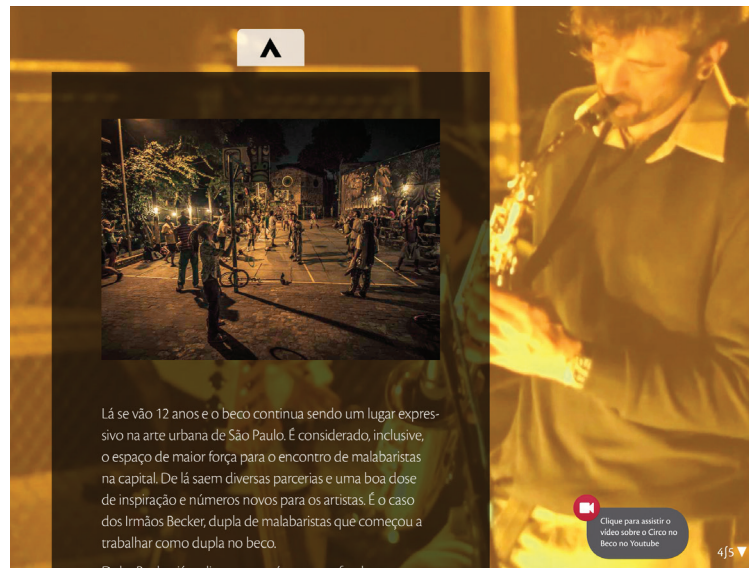 Lá se vão 12 anos e o beco continua sendo um lugar expres-
sivo na arte urbana de São Paulo. É considerado, inclusive,
o espaço de maior força para o encontro de malabaristas
na capital. De lá saem diversas parcerias e uma boa dose
de inspiração e números novos para os artistas. É o caso
dos Irmãos Becker, dupla de malabaristas que começou a
trabalhar como dupla no beco.
Clique para assistir o
vídeo sobre o Circo no
Beco no Youtube
4∫5